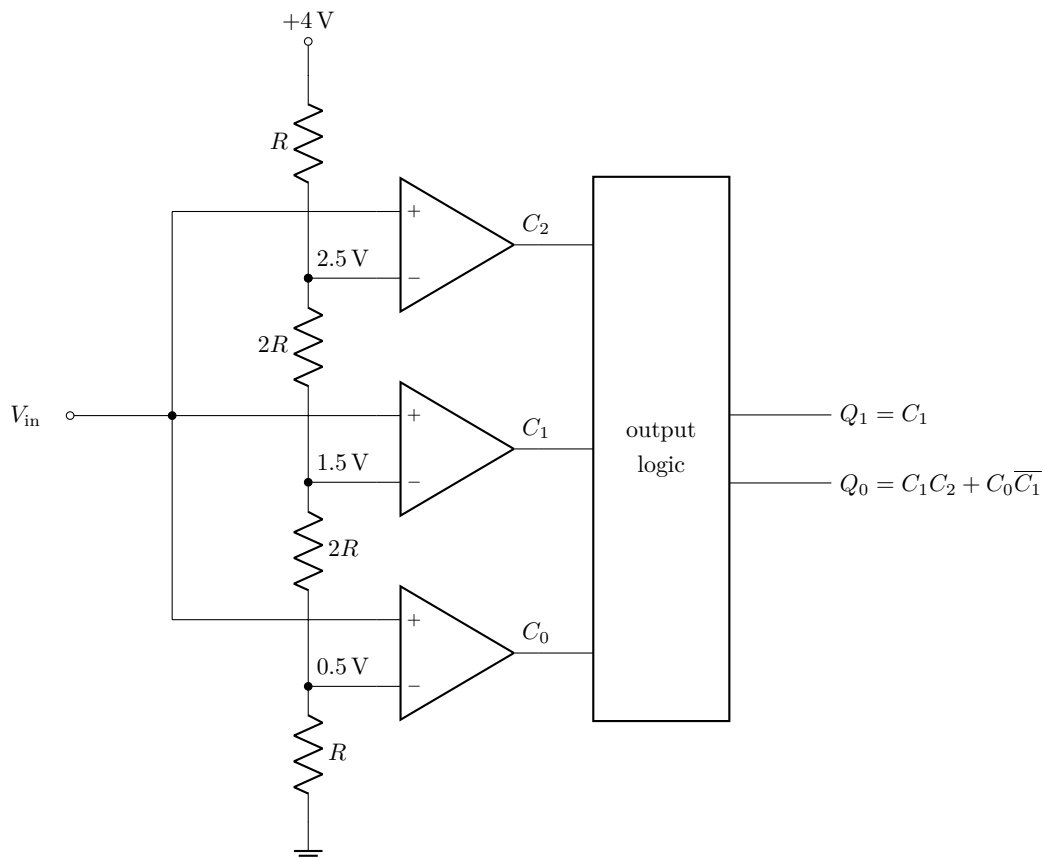 +4 V
R
+
C₂
2.5 V
−
2R
Vin
+
C₁
output
logic
Q₁ = C₁
1.5 V
−
Q₀ = C₁C₂ + C₀C̅₁̅
2R
+
C₀
0.5 V
−
R